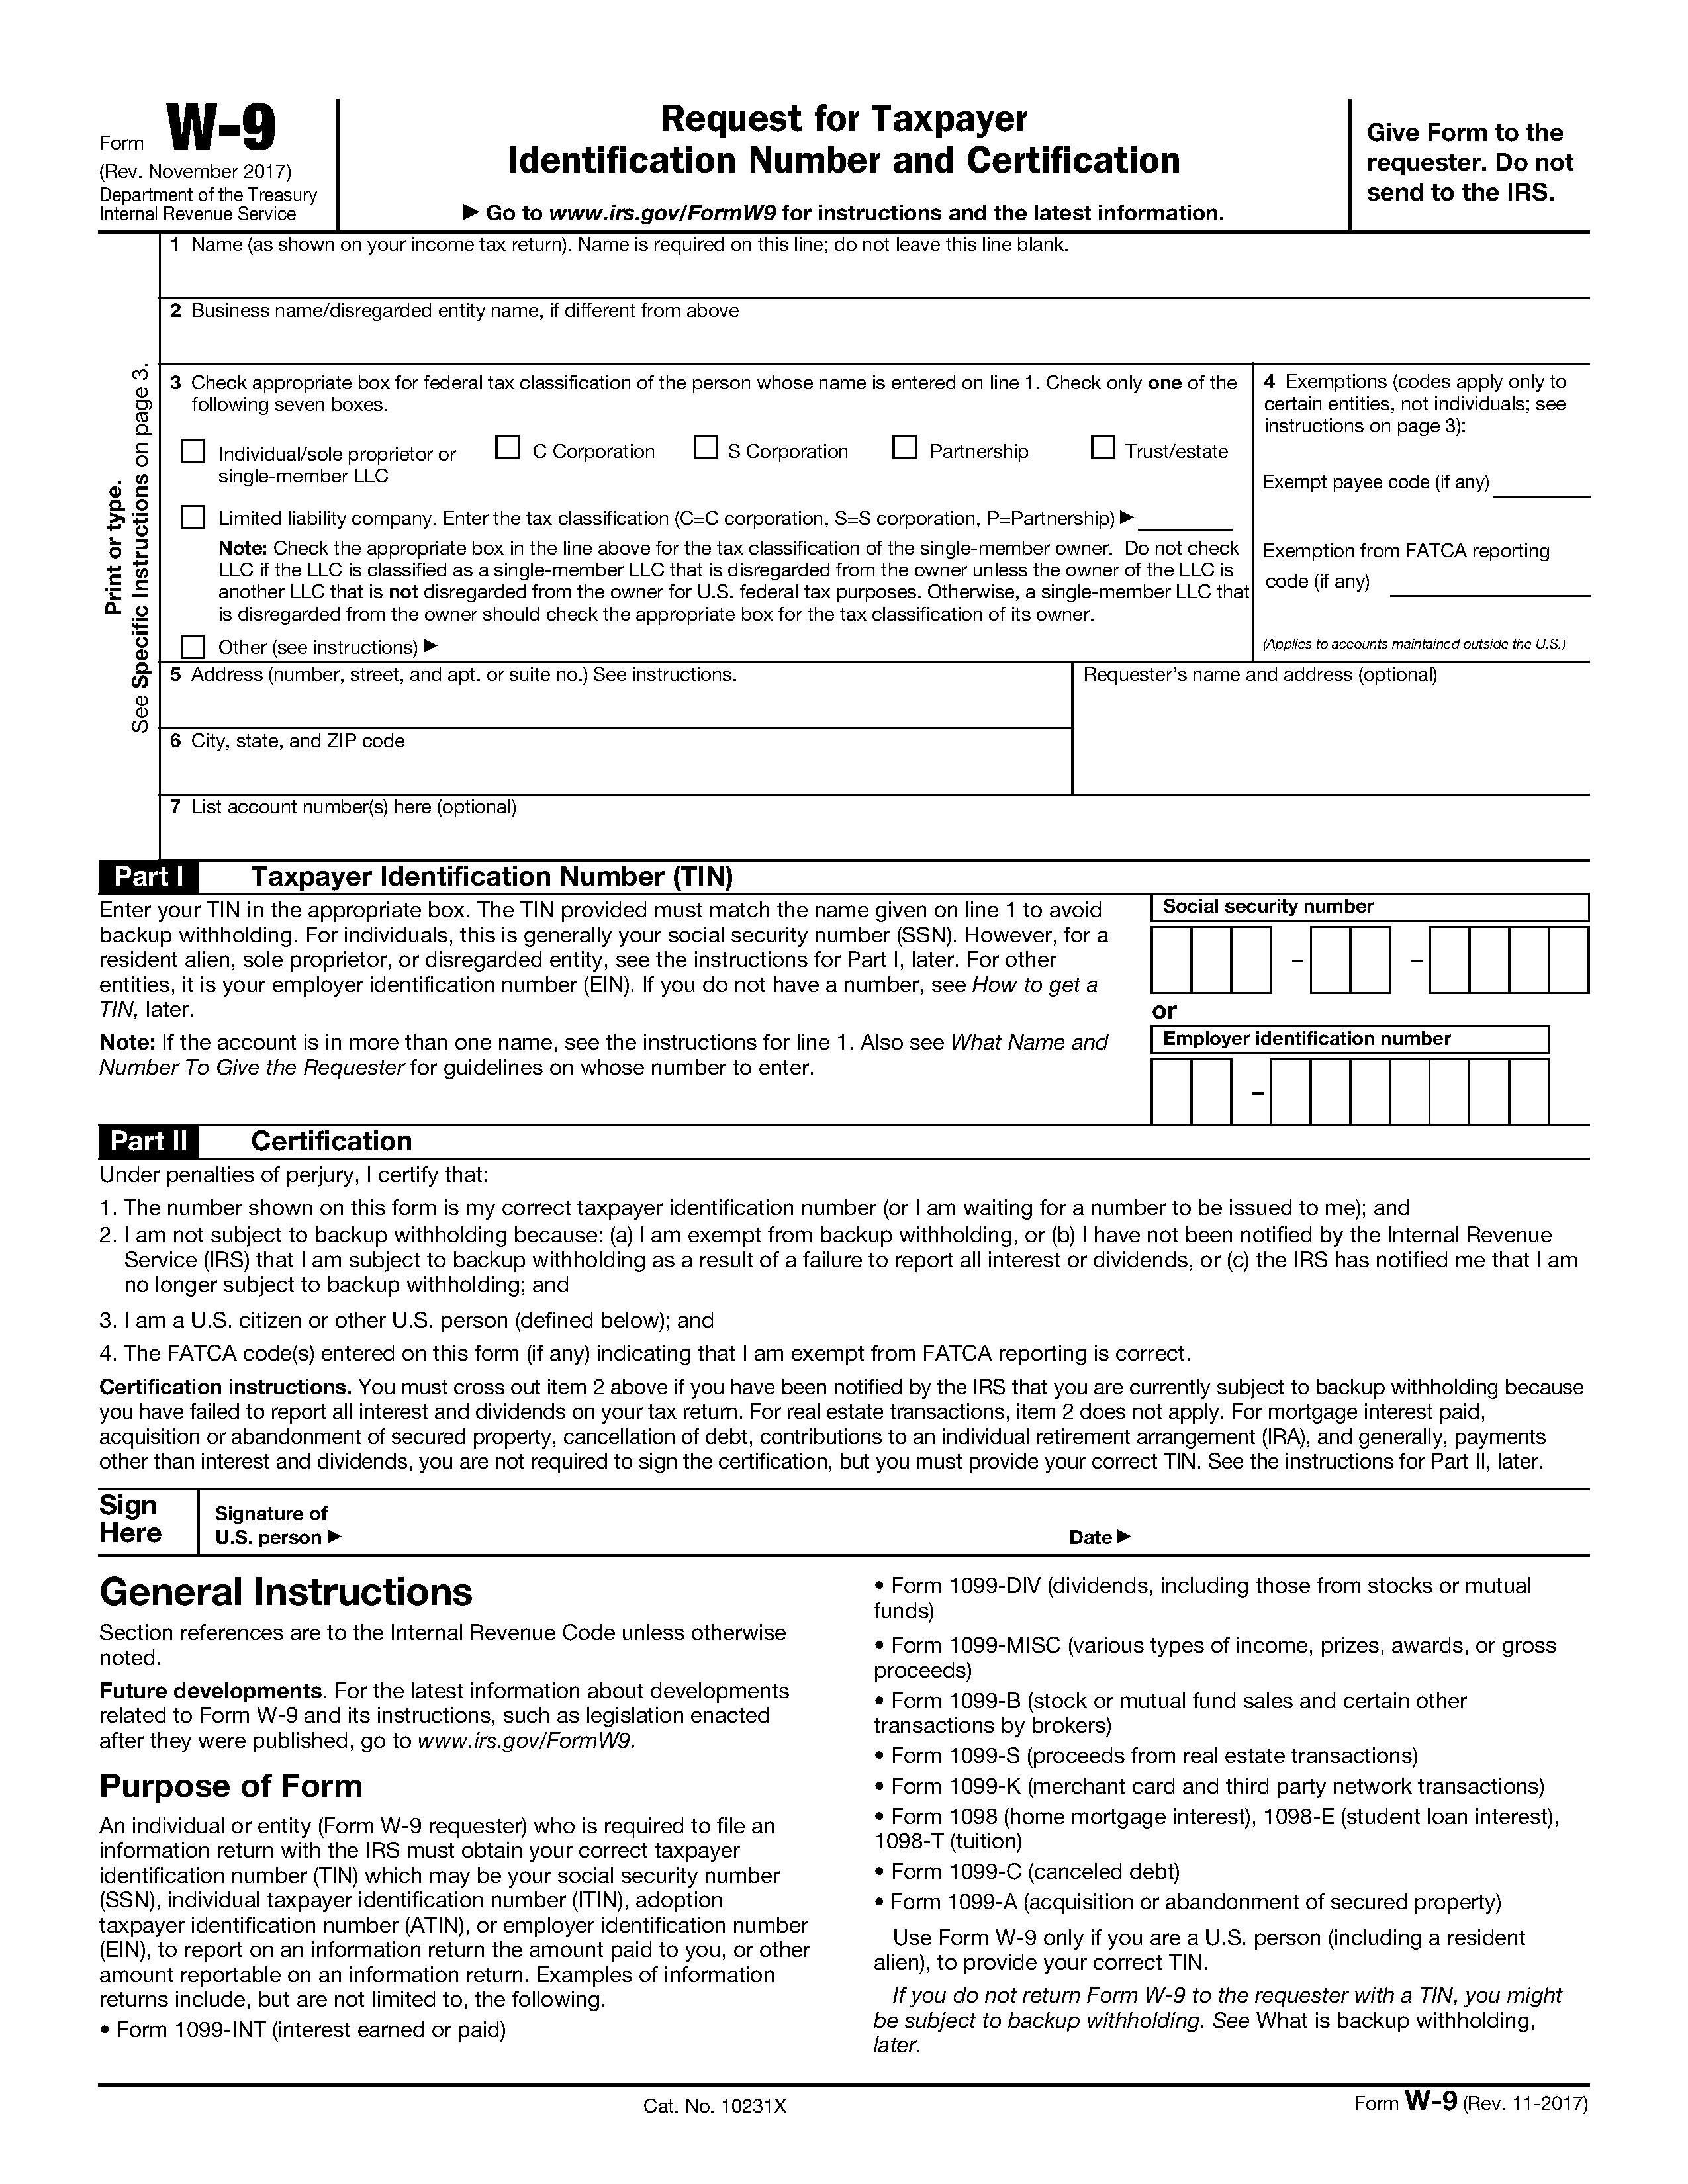 Form W-9
(Rev. November 2017)
Department of the Treasury
Internal Revenue Service
Request for Taxpayer
Identification Number and Certification
▶ Go to www.irs.gov/FormW9 for instructions and the latest information.
Give Form to the
requester. Do not
send to the IRS.
Print or type.
See Specific Instructions on page 3.
1 Name (as shown on your income tax return). Name is required on this line; do not leave this line blank.
2 Business name/disregarded entity name, if different from above
3 Check appropriate box for federal tax classification of the person whose name is entered on line 1. Check only one of the
following seven boxes.
Individual/sole proprietor or
single-member LLC
C Corporation
S Corporation
Partnership
Trust/estate
Limited liability company. Enter the tax classification (C=C corporation, S=S corporation, P=Partnership) ▶
Note: Check the appropriate box in the line above for the tax classification of the single-member owner. Do not check
LLC if the LLC is classified as a single-member LLC that is disregarded from the owner unless the owner of the LLC is
another LLC that is not disregarded from the owner for U.S. federal tax purposes. Otherwise, a single-member LLC that
is disregarded from the owner should check the appropriate box for the tax classification of its owner.
Other (see instructions) ▶
4 Exemptions (codes apply only to
certain entities, not individuals; see
instructions on page 3):
Exempt payee code (if any)
Exemption from FATCA reporting
code (if any)
(Applies to accounts maintained outside the U.S.)
5 Address (number, street, and apt. or suite no.) See instructions.
Requester's name and address (optional)
6 City, state, and ZIP code
7 List account number(s) here (optional)
Part I Taxpayer Identification Number (TIN)
Enter your TIN in the appropriate box. The TIN provided must match the name given on line 1 to avoid
backup withholding. For individuals, this is generally your social security number (SSN). However, for a
resident alien, sole proprietor, or disregarded entity, see the instructions for Part I, later. For other
entities, it is your employer identification number (EIN). If you do not have a number, see How to get a
TIN, later.
Note: If the account is in more than one name, see the instructions for line 1. Also see What Name and
Number To Give the Requester for guidelines on whose number to enter.
Social security number
– –
or
Employer identification number
–
Part II Certification
Under penalties of perjury, I certify that:
1. The number shown on this form is my correct taxpayer identification number (or I am waiting for a number to be issued to me); and
2. I am not subject to backup withholding because: (a) I am exempt from backup withholding, or (b) I have not been notified by the Internal Revenue
Service (IRS) that I am subject to backup withholding as a result of a failure to report all interest or dividends, or (c) the IRS has notified me that I am
no longer subject to backup withholding; and
3. I am a U.S. citizen or other U.S. person (defined below); and
4. The FATCA code(s) entered on this form (if any) indicating that I am exempt from FATCA reporting is correct.
Certification instructions. You must cross out item 2 above if you have been notified by the IRS that you are currently subject to backup withholding because
you have failed to report all interest and dividends on your tax return. For real estate transactions, item 2 does not apply. For mortgage interest paid,
acquisition or abandonment of secured property, cancellation of debt, contributions to an individual retirement arrangement (IRA), and generally, payments
other than interest and dividends, you are not required to sign the certification, but you must provide your correct TIN. See the instructions for Part II, later.
Sign
Here
Signature of
U.S. person ▶
Date ▶
General Instructions
Section references are to the Internal Revenue Code unless otherwise
noted.
Future developments. For the latest information about developments
related to Form W-9 and its instructions, such as legislation enacted
after they were published, go to www.irs.gov/FormW9.
Purpose of Form
An individual or entity (Form W-9 requester) who is required to file an
information return with the IRS must obtain your correct taxpayer
identification number (TIN) which may be your social security number
(SSN), individual taxpayer identification number (ITIN), adoption
taxpayer identification number (ATIN), or employer identification number
(EIN), to report on an information return the amount paid to you, or other
amount reportable on an information return. Examples of information
returns include, but are not limited to, the following.
• Form 1099-INT (interest earned or paid)
• Form 1099-DIV (dividends, including those from stocks or mutual
funds)
• Form 1099-MISC (various types of income, prizes, awards, or gross
proceeds)
• Form 1099-B (stock or mutual fund sales and certain other
transactions by brokers)
• Form 1099-S (proceeds from real estate transactions)
• Form 1099-K (merchant card and third party network transactions)
• Form 1098 (home mortgage interest), 1098-E (student loan interest),
1098-T (tuition)
• Form 1099-C (canceled debt)
• Form 1099-A (acquisition or abandonment of secured property)
Use Form W-9 only if you are a U.S. person (including a resident
alien), to provide your correct TIN.
If you do not return Form W-9 to the requester with a TIN, you might
be subject to backup withholding. See What is backup withholding,
later.
Cat. No. 10231X
Form W-9 (Rev. 11-2017)